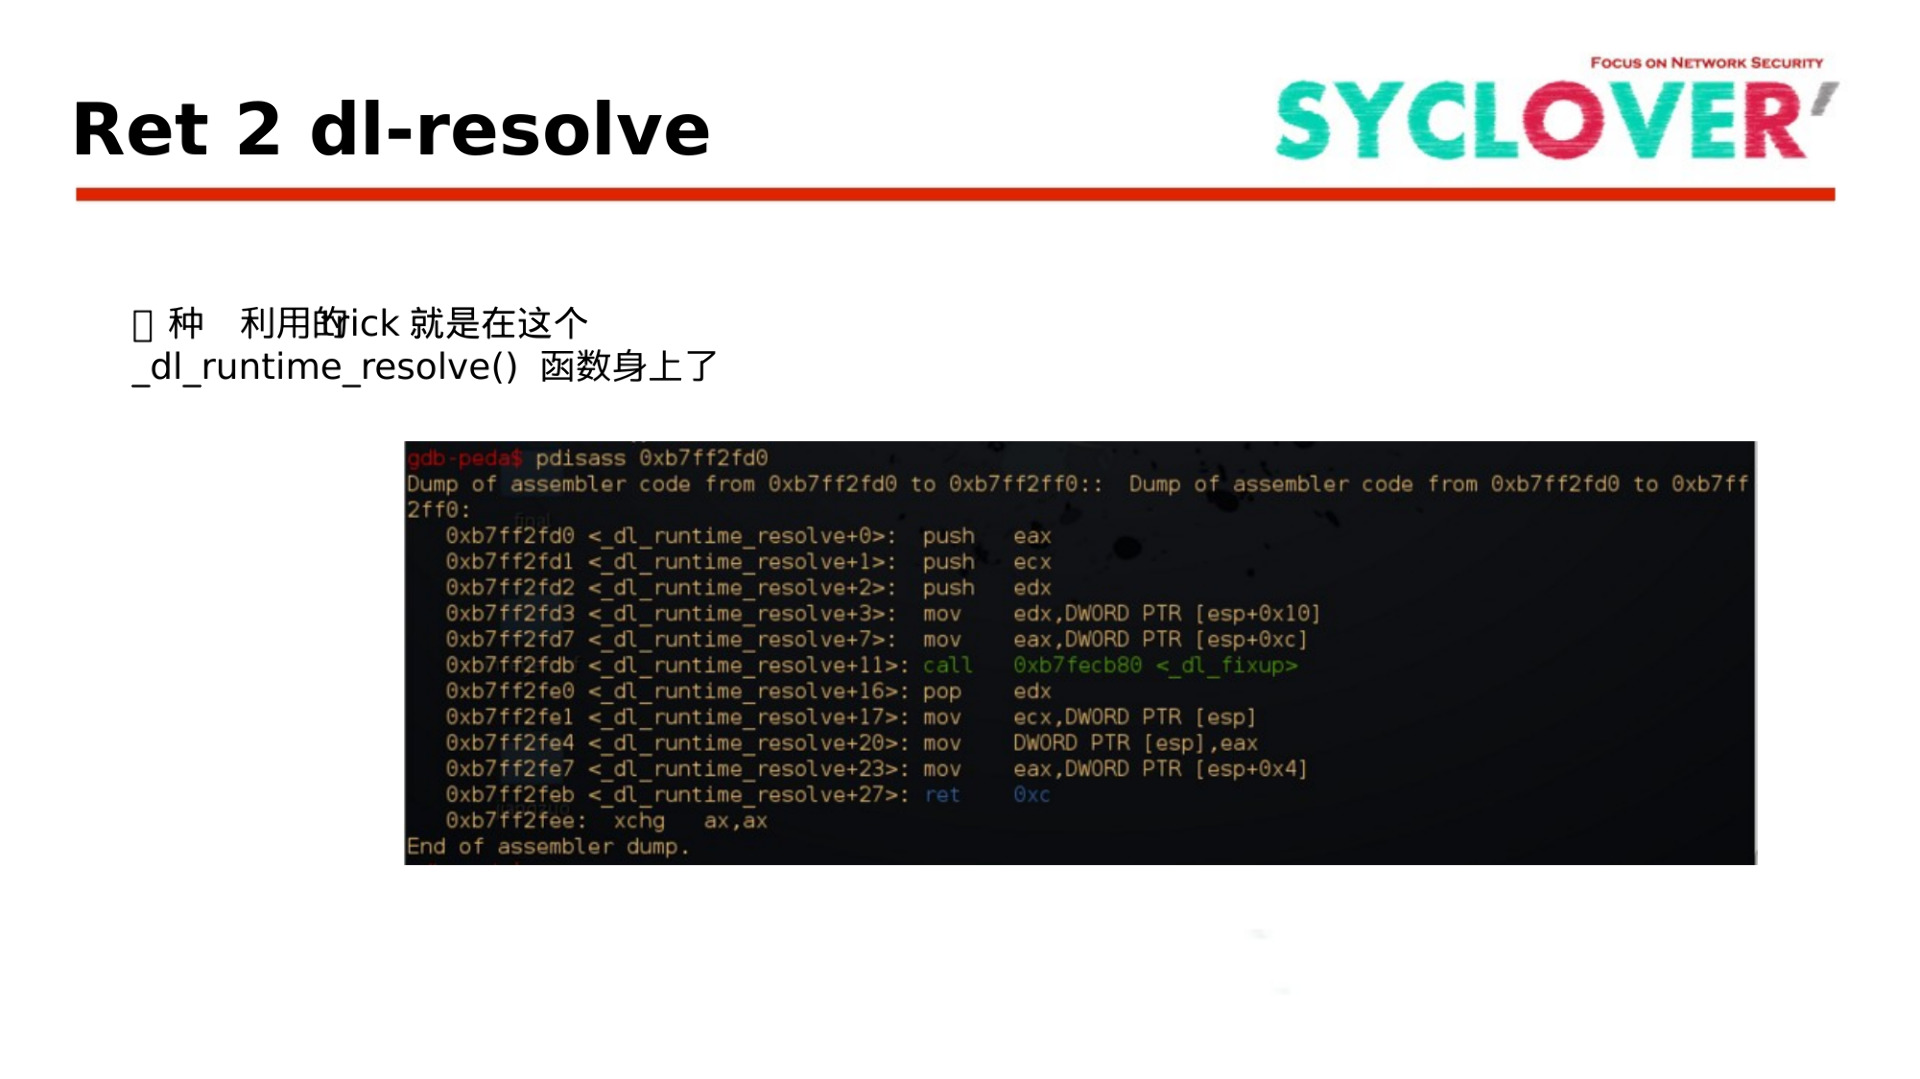 FOCUS ON NETWORK SECURITY
SYCLOVER'
Ret 2 dl-resolve
种 利用的trick 就是在这个
_dl_runtime_resolve() 函数身上了
gdb-peda$ pdisass 0xb7ff2fd0
Dump of assembler code from 0xb7ff2fd0 to 0xb7ff2ff0:: Dump of assembler code from 0xb7ff2fd0 to 0xb7ff
2ff0:
0xb7ff2fd0 <_dl_runtime_resolve+0>: push eax
0xb7ff2fd1 <_dl_runtime_resolve+1>: push ecx
0xb7ff2fd2 <_dl_runtime_resolve+2>: push edx
0xb7ff2fd3 <_dl_runtime_resolve+3>: mov edx,DWORD PTR [esp+0x10]
0xb7ff2fd7 <_dl_runtime_resolve+7>: mov eax,DWORD PTR [esp+0xc]
0xb7ff2fdb <_dl_runtime_resolve+11>: call 0xb7fecb80 <_dl_fixup>
0xb7ff2fe0 <_dl_runtime_resolve+16>: pop edx
0xb7ff2fe1 <_dl_runtime_resolve+17>: mov ecx,DWORD PTR [esp]
0xb7ff2fe4 <_dl_runtime_resolve+20>: mov DWORD PTR [esp],eax
0xb7ff2fe7 <_dl_runtime_resolve+23>: mov eax,DWORD PTR [esp+0x4]
0xb7ff2feb <_dl_runtime_resolve+27>: ret 0xc
0xb7ff2fee: xchg ax,ax
End of assembler dump.